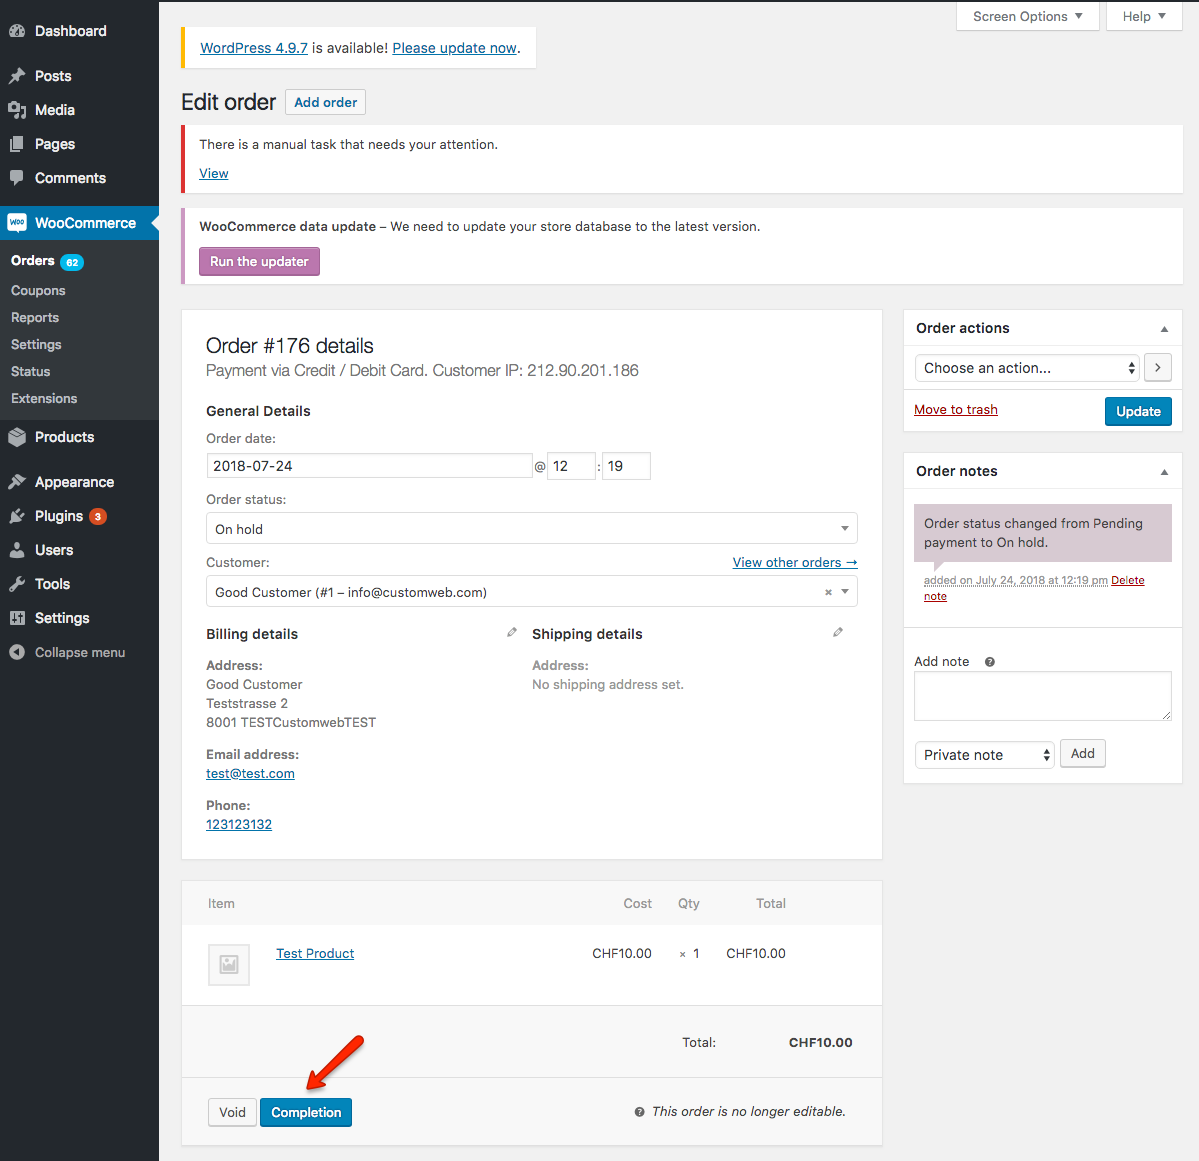 Screen Options ▼
Help ▼
Dashboard
Posts
Media
Pages
Comments
Woo WooCommerce
Orders 62
Coupons
Reports
Settings
Status
Extensions
Products
Appearance
Plugins 3
Users
Tools
Settings
Collapse menu
WordPress 4.9.7 is available! Please update now.
Edit order
Add order
There is a manual task that needs your attention.
View
WooCommerce data update – We need to update your store database to the latest version.
Run the updater
Order #176 details
Payment via Credit / Debit Card. Customer IP: 212.90.201.186
General Details
Order date:
2018-07-24 @ 12 : 19
Order status:
On hold
Customer:
View other orders →
Good Customer (#1 – info@customweb.com) ×
Billing details
Address:
Good Customer
Teststrasse 2
8001 TESTCustomwebTEST
Email address:
test@test.com
Phone:
123123132
Shipping details
Address:
No shipping address set.
Item Cost Qty Total
Test Product CHF10.00 × 1 CHF10.00
Total: CHF10.00
Void
Completion
? This order is no longer editable.
Order actions
Choose an action...
Move to trash
Update
Order notes
Order status changed from Pending
payment to On hold.
added on July 24, 2018 at 12:19 pm Delete
note
Add note ?
Private note
Add